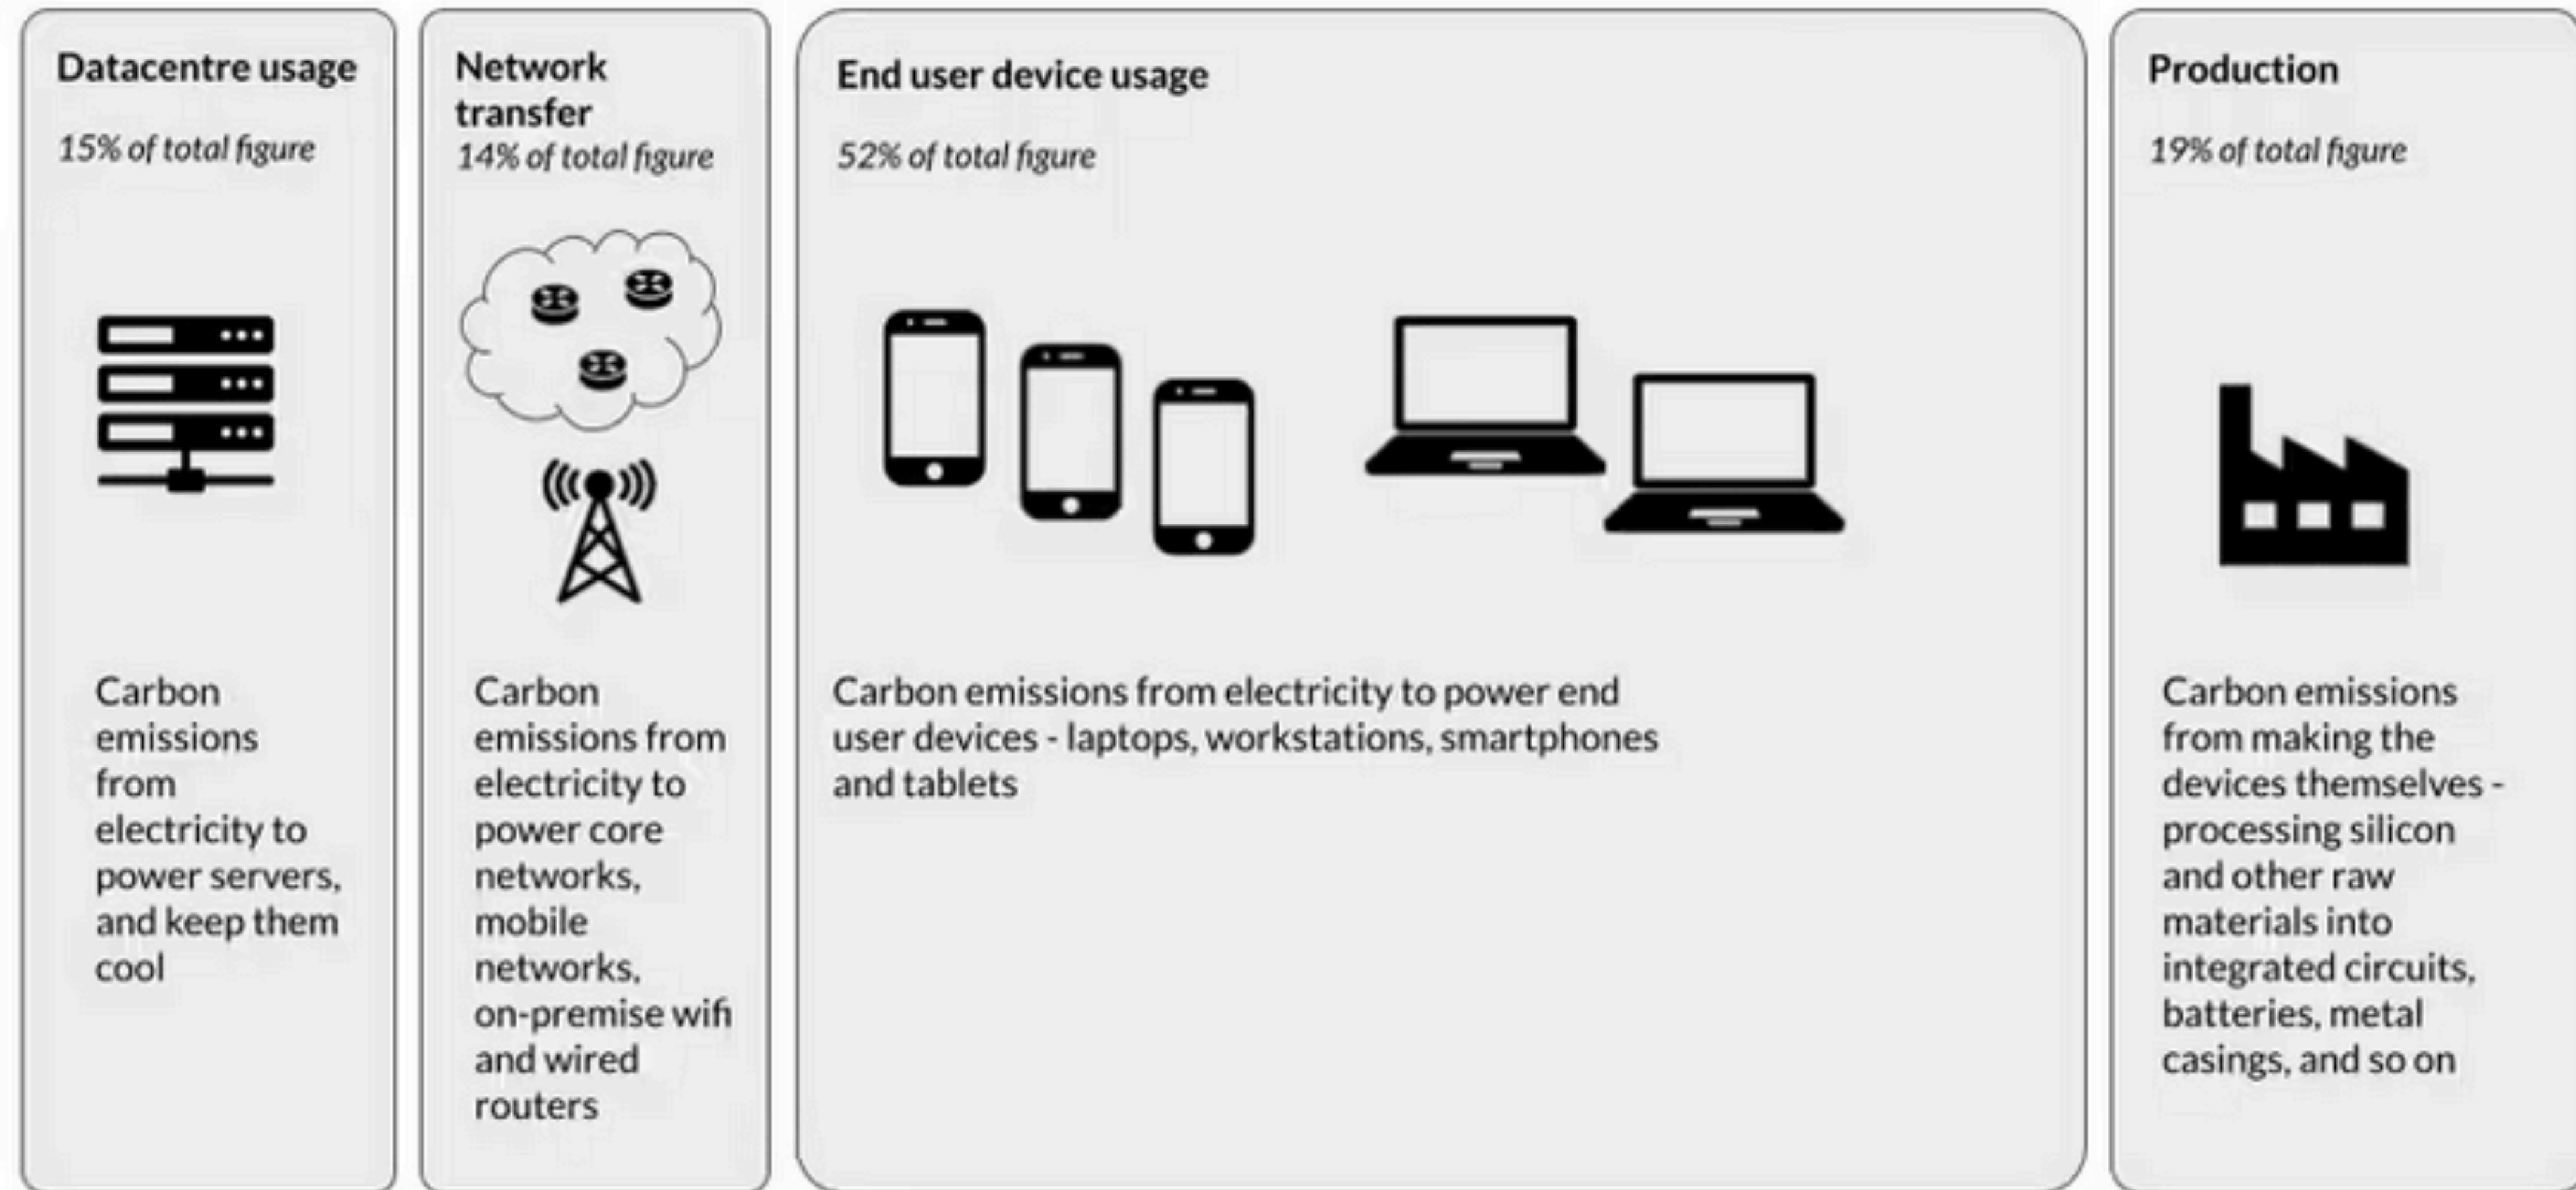 Datacentre usage
15% of total figure
Carbon
emissions
from
electricity to
power servers,
and keep them
cool
Network
transfer
14% of total figure
Carbon
emissions from
electricity to
power core
networks,
mobile
networks,
on-premise wifi
and wired
routers
End user device usage
52% of total figure
Carbon emissions from electricity to power end
user devices - laptops, workstations, smartphones
and tablets
Production
19% of total figure
Carbon emissions
from making the
devices themselves -
processing silicon
and other raw
materials into
integrated circuits,
batteries, metal
casings, and so on